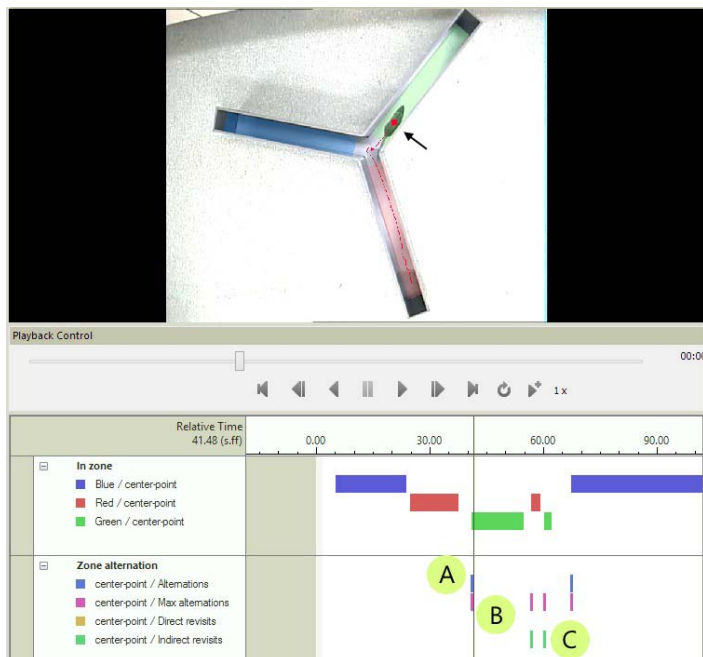 Playback Control
00:00
1 x
Relative Time
41.48 (s.ff)
0.00 30.00 60.00 90.00
In zone
Blue / center-point
Red / center-point
Green / center-point
Zone alternation
A
center-point / Alternations
center-point / Max alternations
B
center-point / Direct revisits
center-point / Indirect revisits
C